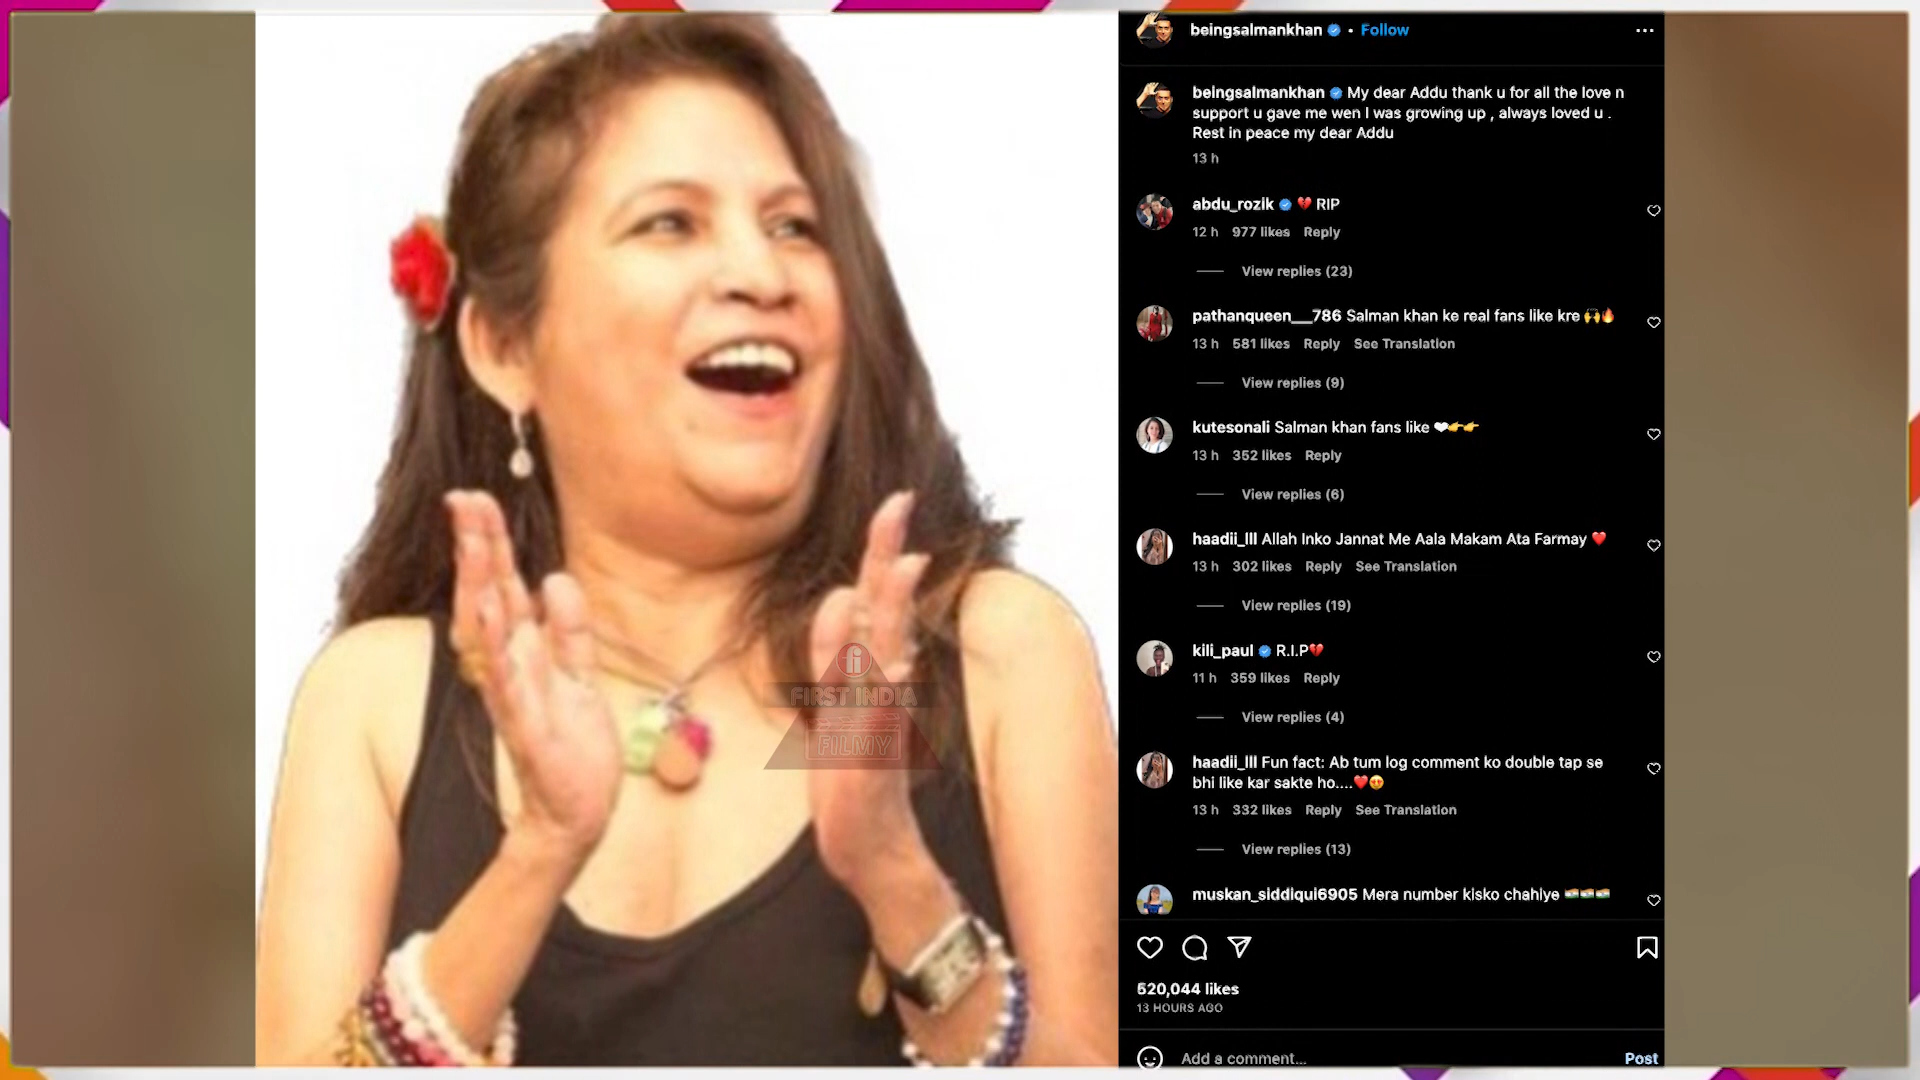 beingsalmankhan • Follow
beingsalmankhan My dear Addu thank u for all the love n
support u gave me wen I was growing up , always loved u .
Rest in peace my dear Addu
13 h
abdu_rozik 💔 RIP
12 h 977 likes Reply
View replies (23)
pathanqueen__786 Salman khan ke real fans like kre 🙌🔥
13 h 581 likes Reply See Translation
View replies (9)
kutesonali Salman khan fans like ❤👉👉
13 h 352 likes Reply
View replies (6)
haadii_lll Allah Inko Jannat Me Aala Makam Ata Farmay ❤️
13 h 302 likes Reply See Translation
View replies (19)
kili_paul R.I.P💔
11 h 359 likes Reply
View replies (4)
haadii_lll Fun fact: Ab tum log comment ko double tap se
bhi like kar sakte ho....❤️😍
13 h 332 likes Reply See Translation
View replies (13)
muskan_siddiqui6905 Mera number kisko chahiye 🇮🇳🇮🇳🇮🇳
520,044 likes
13 HOURS AGO
Add a comment...
Post
fi
FIRST INDIA
FILMY